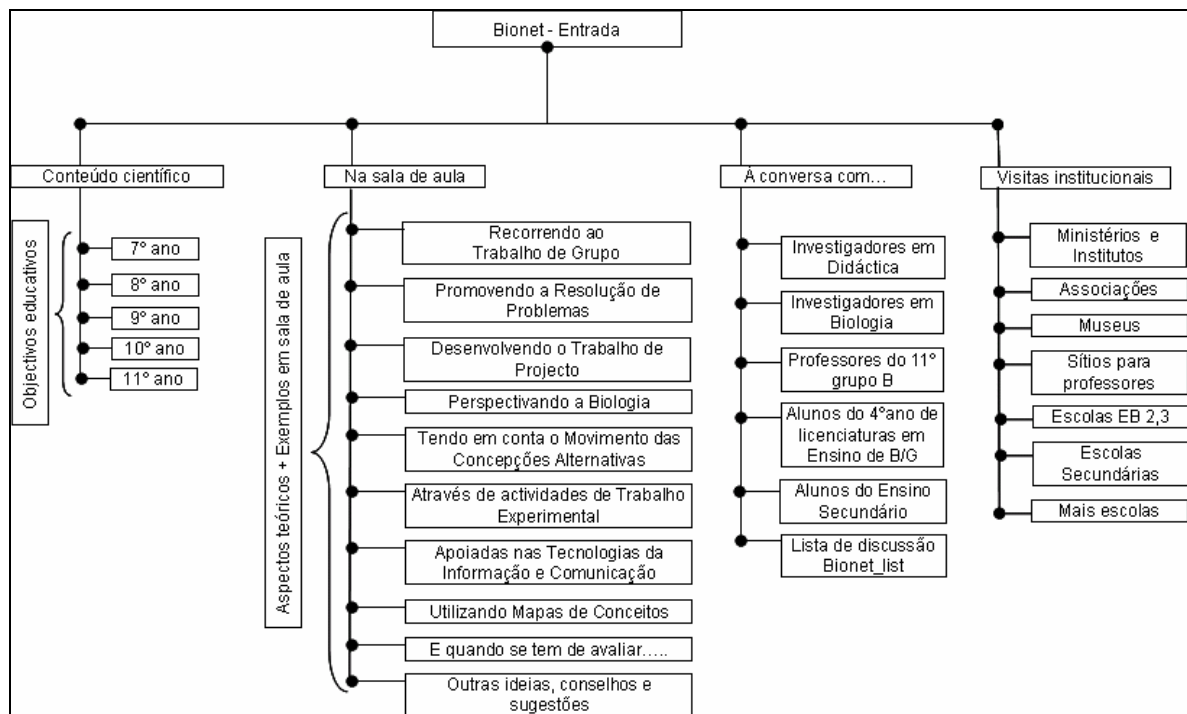 Bionet - Entrada
Conteúdo científico
Objectivos educativos
7º ano
8º ano
9º ano
10º ano
11º ano
Na sala de aula
Aspectos teóricos + Exemplos em sala de aula
Recorrendo ao
Trabalho de Grupo
Promovendo a Resolução de
Problemas
Desenvolvendo o Trabalho de
Projecto
Perspectivando a Biologia
Tendo em conta o Movimento das
Concepções Alternativas
Através de actividades de Trabalho
Experimental
Apoiadas nas Tecnologias da
Informação e Comunicação
Utilizando Mapas de Conceitos
E quando se tem de avaliar.....
Outras ideias, conselhos e
sugestões
À conversa com...
Investigadores em
Didáctica
Investigadores em
Biologia
Professores do 11º
grupo B
Alunos do 4ºano de
licenciaturas em
Ensino de B/G
Alunos do Ensino
Secundário
Lista de discussão
Bionet_list
Visitas institucionais
Ministérios e
Institutos
Associações
Museus
Sítios para
professores
Escolas EB 2,3
Escolas
Secundárias
Mais escolas